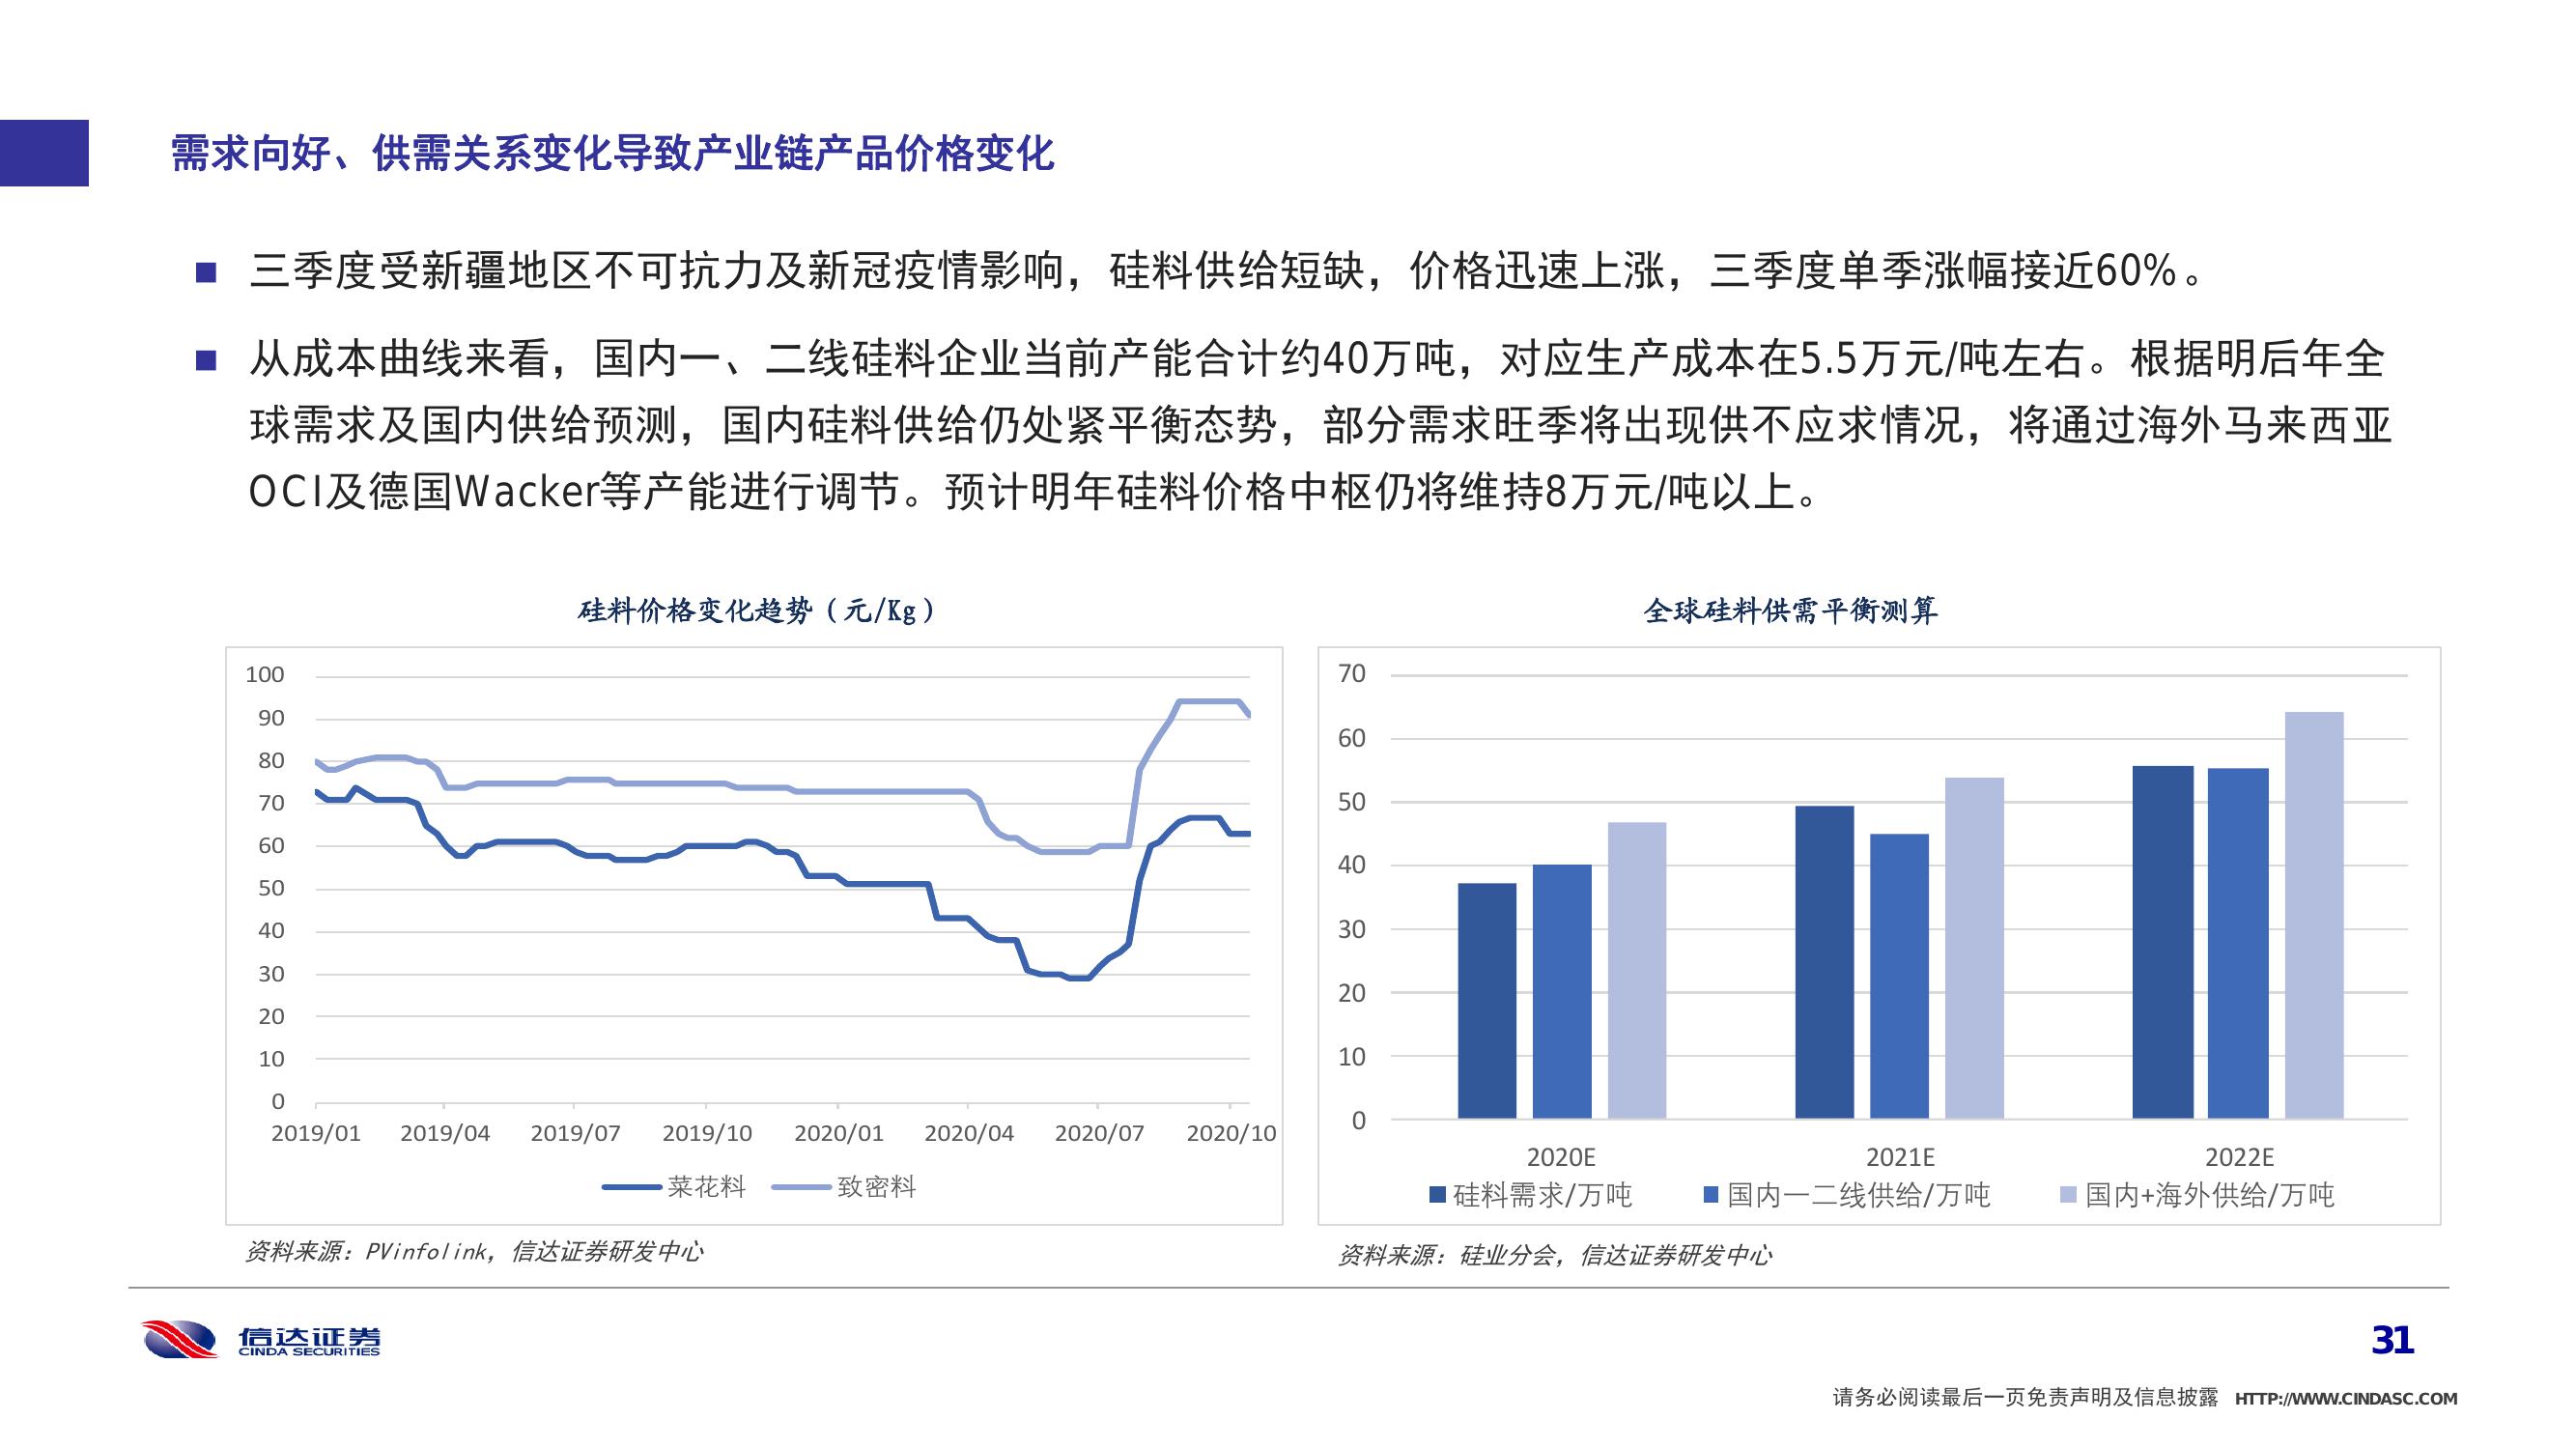 需求向好、供需关系变化导致产业链产品价格变化
■ 三季度受新疆地区不可抗力及新冠疫情影响，硅料供给短缺，价格迅速上涨，三季度单季涨幅接近60%。
■ 从成本曲线来看，国内一、二线硅料企业当前产能合计约40万吨，对应生产成本在5.5万元/吨左右。根据明后年全
球需求及国内供给预测，国内硅料供给仍处紧平衡态势，部分需求旺季将出现供不应求情况，将通过海外马来西亚
OCI及德国Wacker等产能进行调节。预计明年硅料价格中枢仍将维持8万元/吨以上。
硅料价格变化趋势（元/Kg）
100
90
80
70
60
50
40
30
20
10
0
2019/01 2019/04 2019/07 2019/10 2020/01 2020/04 2020/07 2020/10
菜花料 致密料
资料来源：PVinfolink，信达证券研发中心
全球硅料供需平衡测算
70
60
50
40
30
20
10
0
2020E 2021E 2022E
硅料需求/万吨 国内一二线供给/万吨 国内+海外供给/万吨
资料来源：硅业分会，信达证券研发中心
信达证券
CINDA SECURITIES
31
请务必阅读最后一页免责声明及信息披露 HTTP://WWW.CINDASC.COM